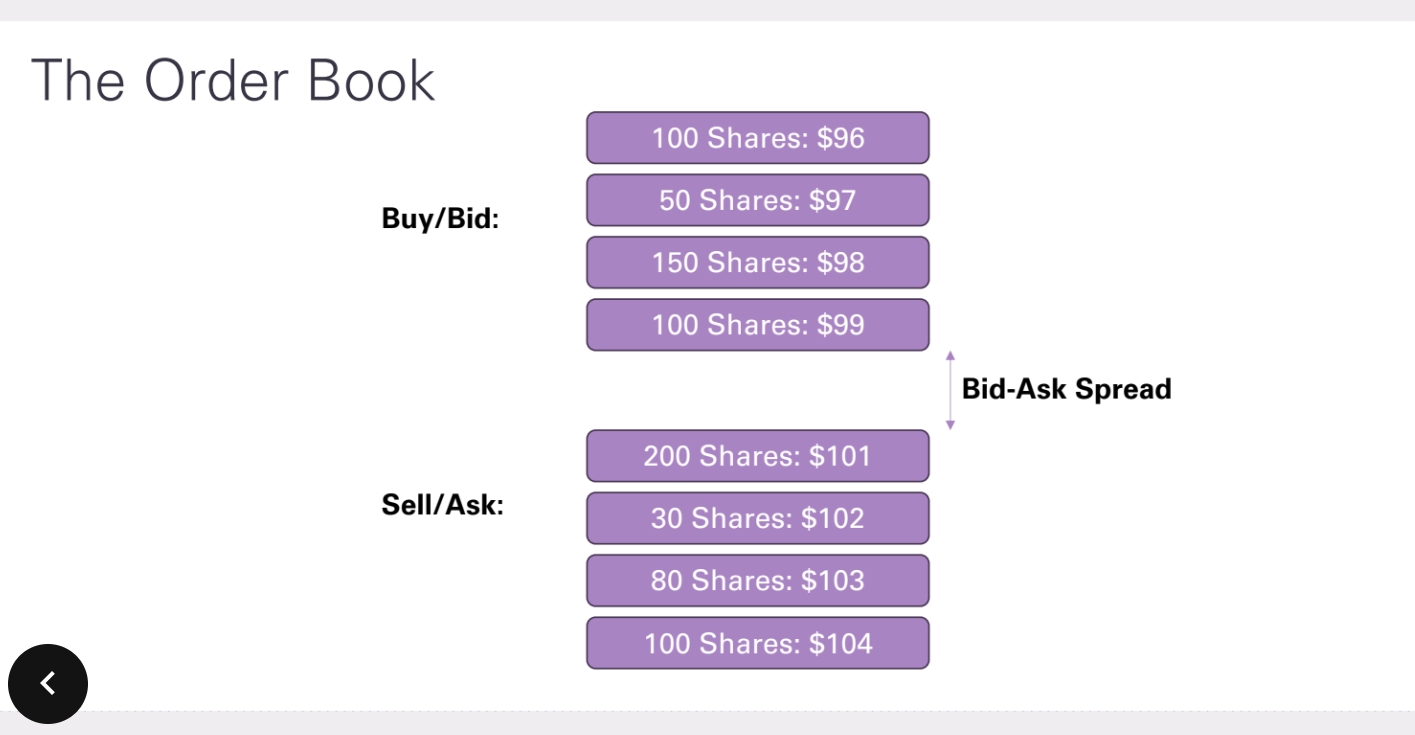 The Order Book
100 Shares: $96
50 Shares: $97
Buy/Bid:
150 Shares: $98
100 Shares: $99
Bid-Ask Spread
200 Shares: $101
Sell/Ask:
30 Shares: $102
80 Shares: $103
100 Shares: $104